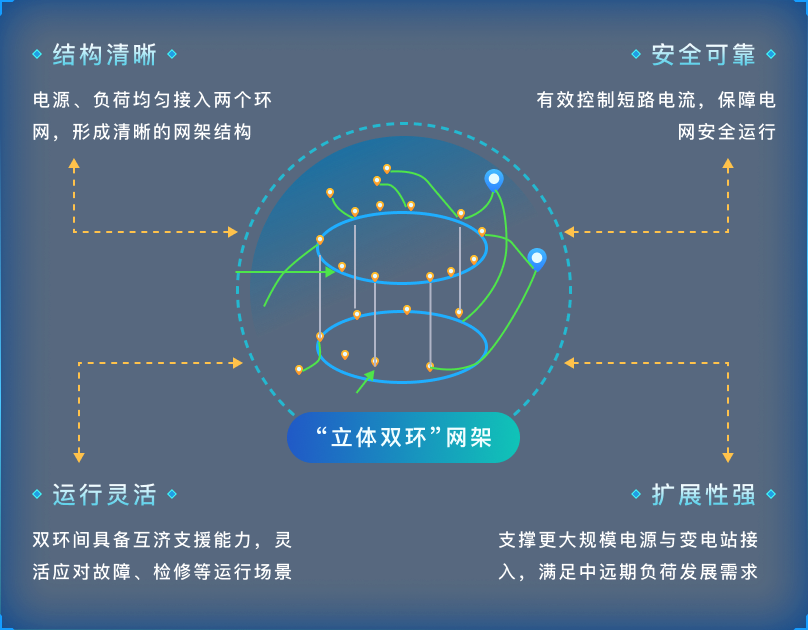 结构清晰
电源、负荷均匀接入两个环
网，形成清晰的网架结构
安全可靠
有效控制短路电流，保障电
网安全运行
“立体双环”网架
运行灵活
双环间具备互济支援能力，灵
活应对故障、检修等运行场景
扩展性强
支撑更大规模电源与变电站接
入，满足中远期负荷发展需求